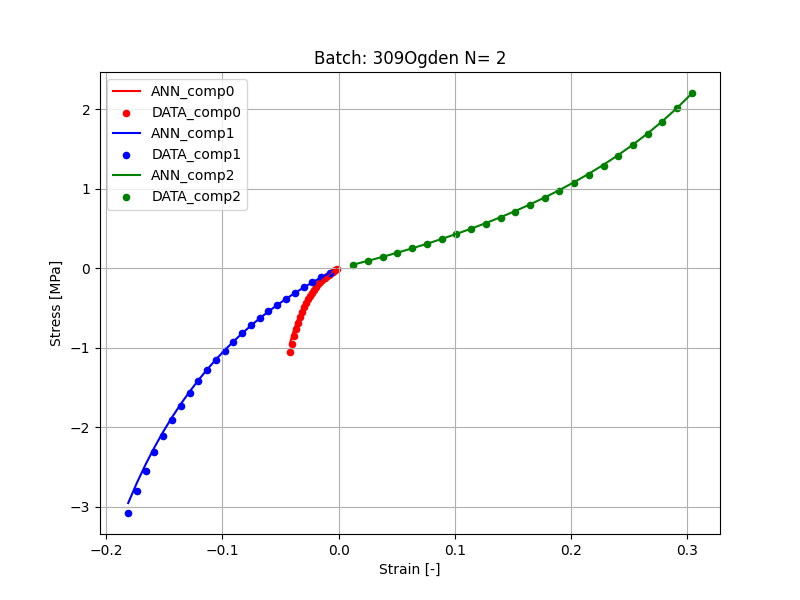 Batch: 309Ogden N= 2
ANN_comp0
DATA_comp0
ANN_comp1
DATA_comp1
ANN_comp2
DATA_comp2
2
1
0
−1
−2
−3
Stress [MPa]
−0.2 −0.1 0.0 0.1 0.2 0.3
Strain [-]